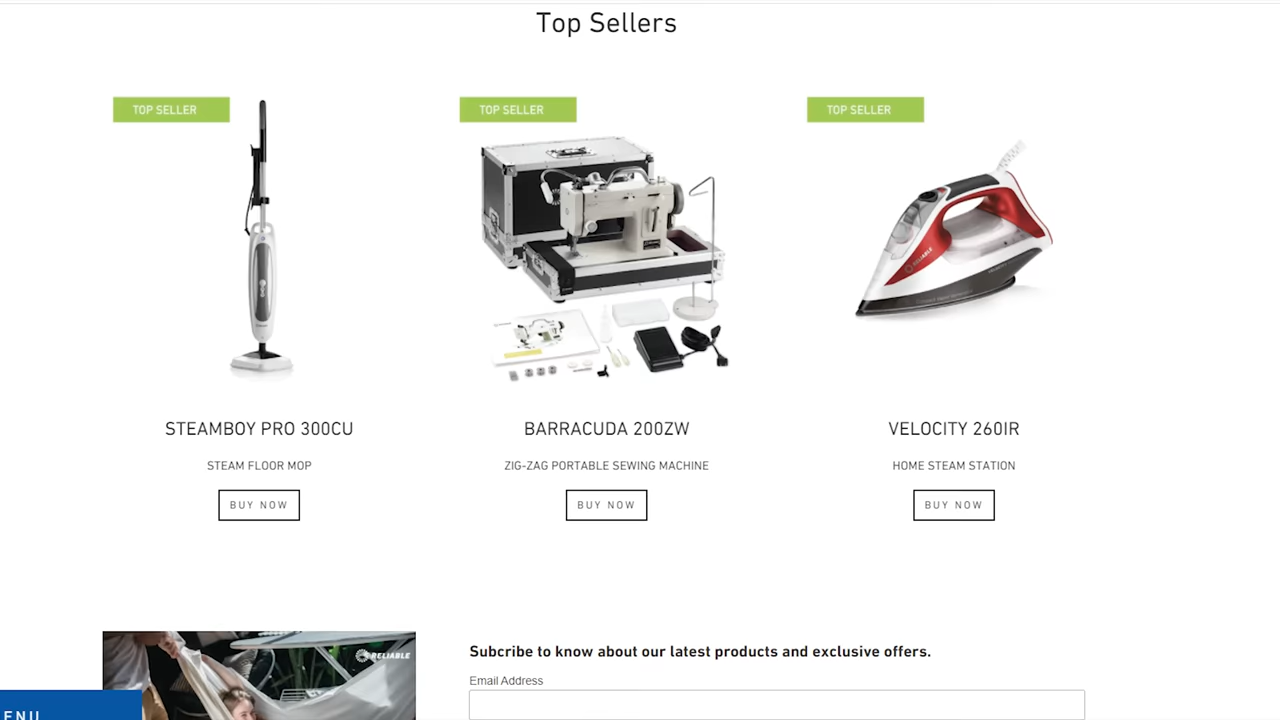 Top Sellers
TOP SELLER
TOP SELLER
TOP SELLER
RELIABLE
STEAMBOY PRO 300CU
BARRACUDA 200ZW
VELOCITY 260IR
STEAM FLOOR MOP
ZIG-ZAG PORTABLE SEWING MACHINE
HOME STEAM STATION
BUY NOW
BUY NOW
BUY NOW
RELIABLE
Subcribe to know about our latest products and exclusive offers.
Email Address
ENU